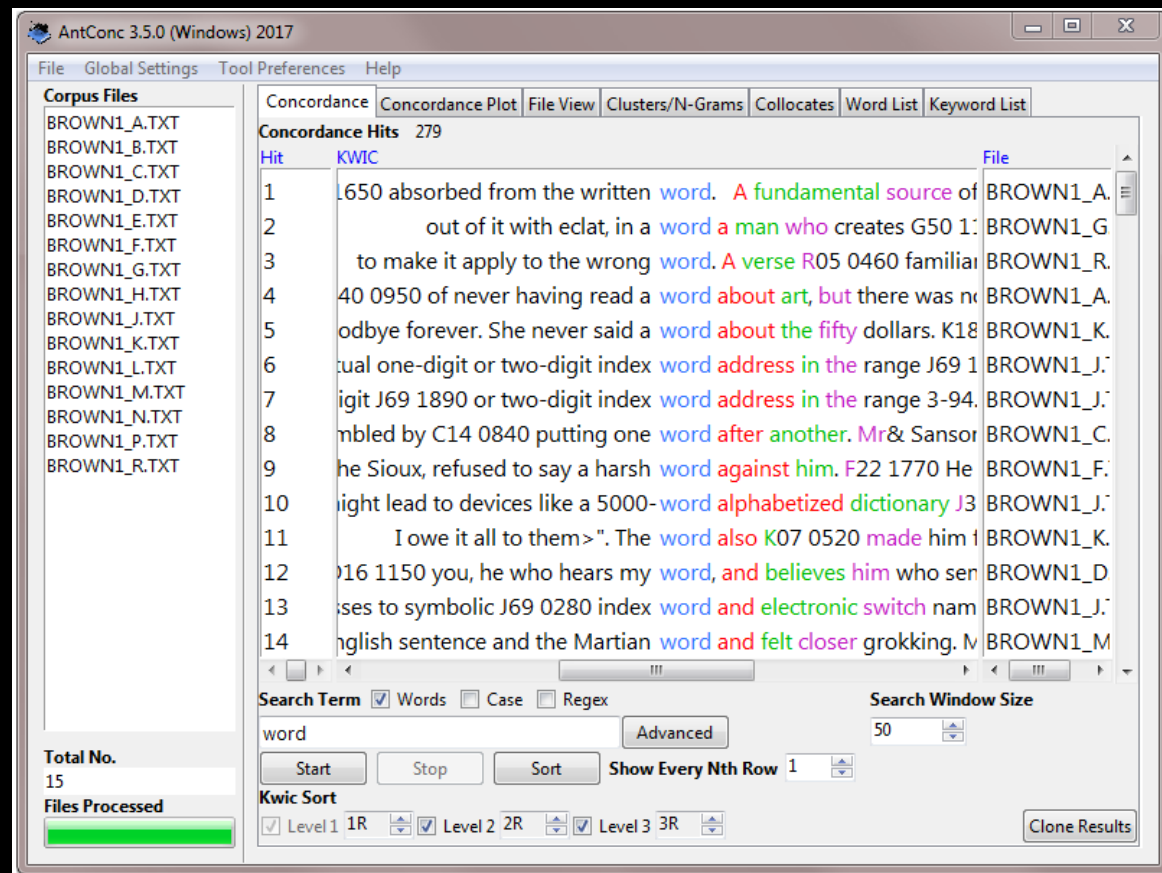 AntConc 3.5.0 (Windows) 2017
File Global Settings Tool Preferences Help
Corpus Files
BROWN1_A.TXT
BROWN1_B.TXT
BROWN1_C.TXT
BROWN1_D.TXT
BROWN1_E.TXT
BROWN1_F.TXT
BROWN1_G.TXT
BROWN1_H.TXT
BROWN1_J.TXT
BROWN1_K.TXT
BROWN1_L.TXT
BROWN1_M.TXT
BROWN1_N.TXT
BROWN1_P.TXT
BROWN1_R.TXT
Total No.
15
Files Processed
Concordance Concordance Plot File View Clusters/N-Grams Collocates Word List Keyword List
Concordance Hits 279
Hit KWIC File
1 1650 absorbed from the written word. A fundamental source of BROWN1_A.
2 out of it with eclat, in a word a man who creates G50 11 BROWN1_G
3 to make it apply to the wrong word. A verse R05 0460 familiar BROWN1_R.
4 40 0950 of never having read a word about art, but there was no BROWN1_A.
5 odbye forever. She never said a word about the fifty dollars. K18 BROWN1_K.
6 tual one-digit or two-digit index word address in the range J69 1 BROWN1_J.
7 igit J69 1890 or two-digit index word address in the range 3-94. BROWN1_J.
8 mbled by C14 0840 putting one word after another. Mr& Sanson BROWN1_C.
9 he Sioux, refused to say a harsh word against him. F22 1770 He BROWN1_F.
10 ight lead to devices like a 5000-word alphabetized dictionary J3 BROWN1_J.
11 I owe it all to them>". The word also K07 0520 made him f BROWN1_K.
12 D16 1150 you, he who hears my word, and believes him who sen BROWN1_D
13 sses to symbolic J69 0280 index word and electronic switch nam BROWN1_J.
14 nglish sentence and the Martian word and felt closer grokking. M BROWN1_M
Search Term Words Case Regex Search Window Size
word Advanced 50
Start Stop Sort Show Every Nth Row 1
Kwic Sort
Level 1 1R Level 2 2R Level 3 3R Clone Results